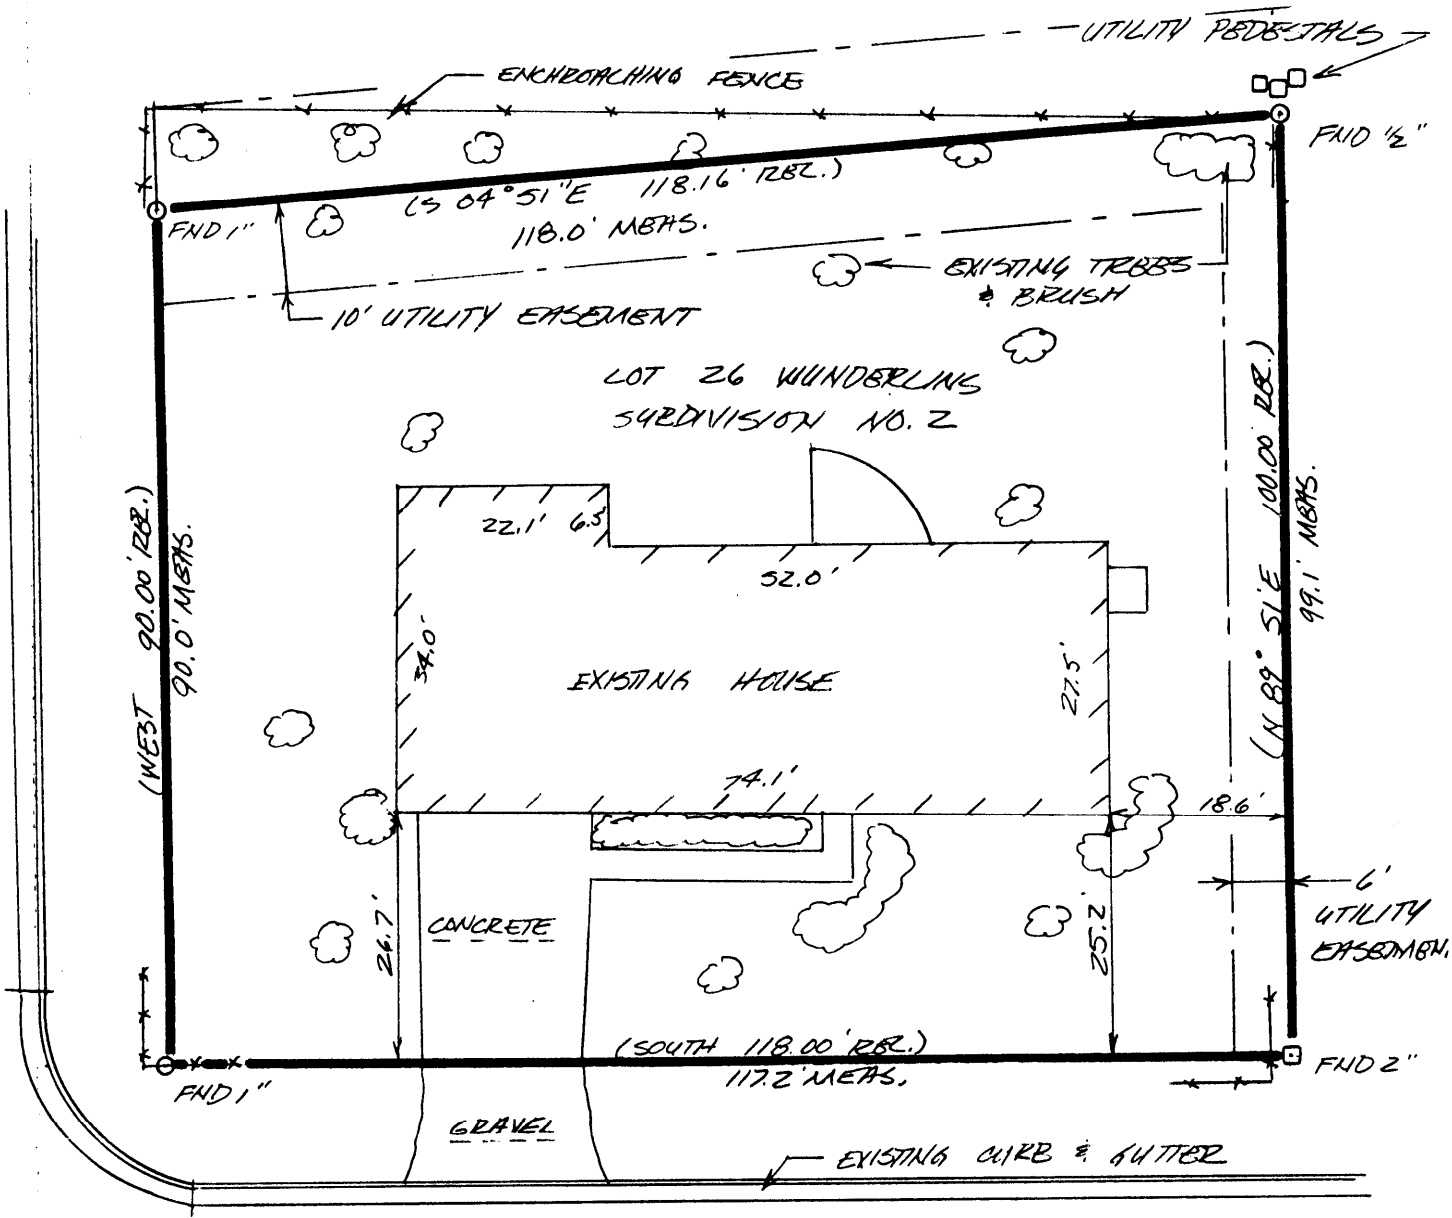 UTILITY PEDESTALS
ENCHROACHING FENCE
FND ½"
(S 04° 51"E 118.16' REC.)
118.0' MEAS.
FND 1"
EXISTING TREES
& BRUSH
10' UTILITY EASEMENT
LOT 26 WUNDERLINS
SUBDIVISION NO. 2
(N 89° 51' E 100.00 REC.)
99.1' MEAS.
(WEST 90.00' REC.)
90.0' MEAS.
22.1' 6.5'
52.0'
34.0'
EXISTING HOUSE
27.5'
74.1'
18.6'
6'
UTILITY
EASEMEN.
CONCRETE
26.7'
25.2'
(SOUTH 118.00' REC.)
117.2' MEAS.
FND 2"
FND 1"
GRAVEL
EXISTING CURB & GUTTER